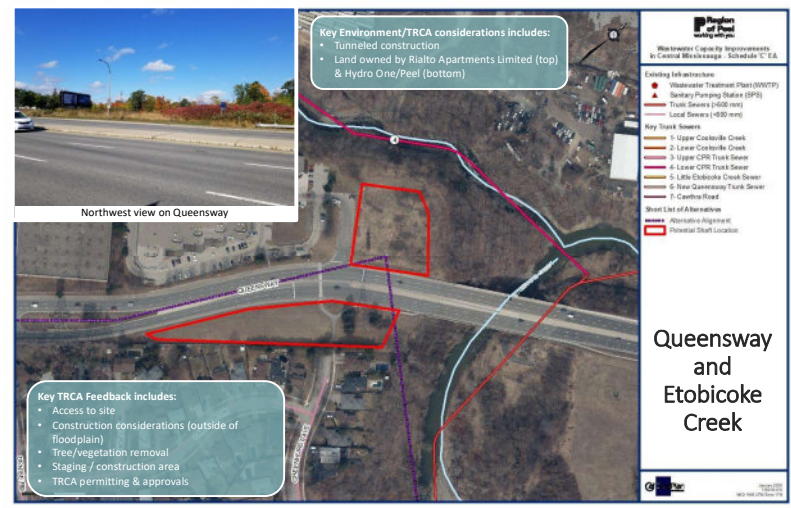 Key Environment/TRCA considerations includes:
• Tunneled construction
• Land owned by Rialto Apartments Limited (top)
& Hydro One/Peel (bottom)
Northwest view on Queensway
4
QUEENSWAY
Key TRCA Feedback includes:
• Access to site
• Construction considerations (outside of
floodplain)
• Tree/vegetation removal
• Staging / construction area
• TRCA permitting & approvals
Region
of Peel
working with you
Wastewater Capacity Improvements
in Central Mississauga - Schedule 'C' EA
Existing Infrastructure
Wastewater Treatment Plant (WWTP)
Sanitary Pumping Station (SPS)
Trunk Sewers (>600 mm)
Local Sewers (<600 mm)
Key Trunk Sewers
1- Upper Cooksville Creek
2- Lower Cooksville Creek
3- Upper CPR Trunk Sewer
4- Lower CPR Trunk Sewer
5- Little Etobicoke Creek Sewer
6- New Queensway Trunk Sewer
7- Cawthra Road
Short List of Alternatives
Alternative Alignment
Potential Shaft Location
Queensway
and
Etobicoke
Creek